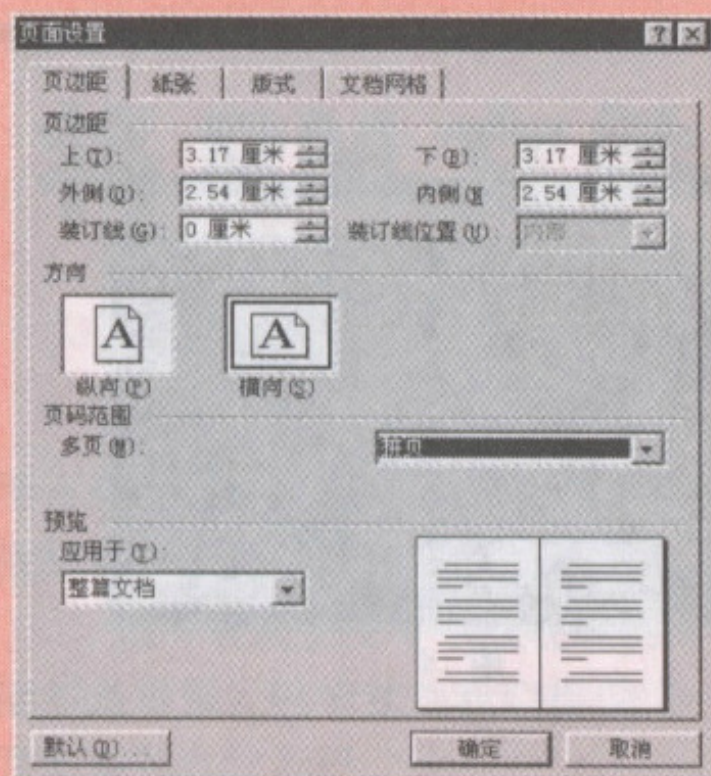 页面设置
页边距 纸张 版式 文档网格
页边距
上(T): 3.17 厘米 下(B): 3.17 厘米
外侧(O): 2.54 厘米 内侧(N 2.54 厘米
装订线(G): 0 厘米 装订线位置(U):
方向
A A
纵向(P) 横向(S)
页码范围
多页(M): 拼页
预览
应用于(T):
整篇文档
默认(D)... 确定 取消